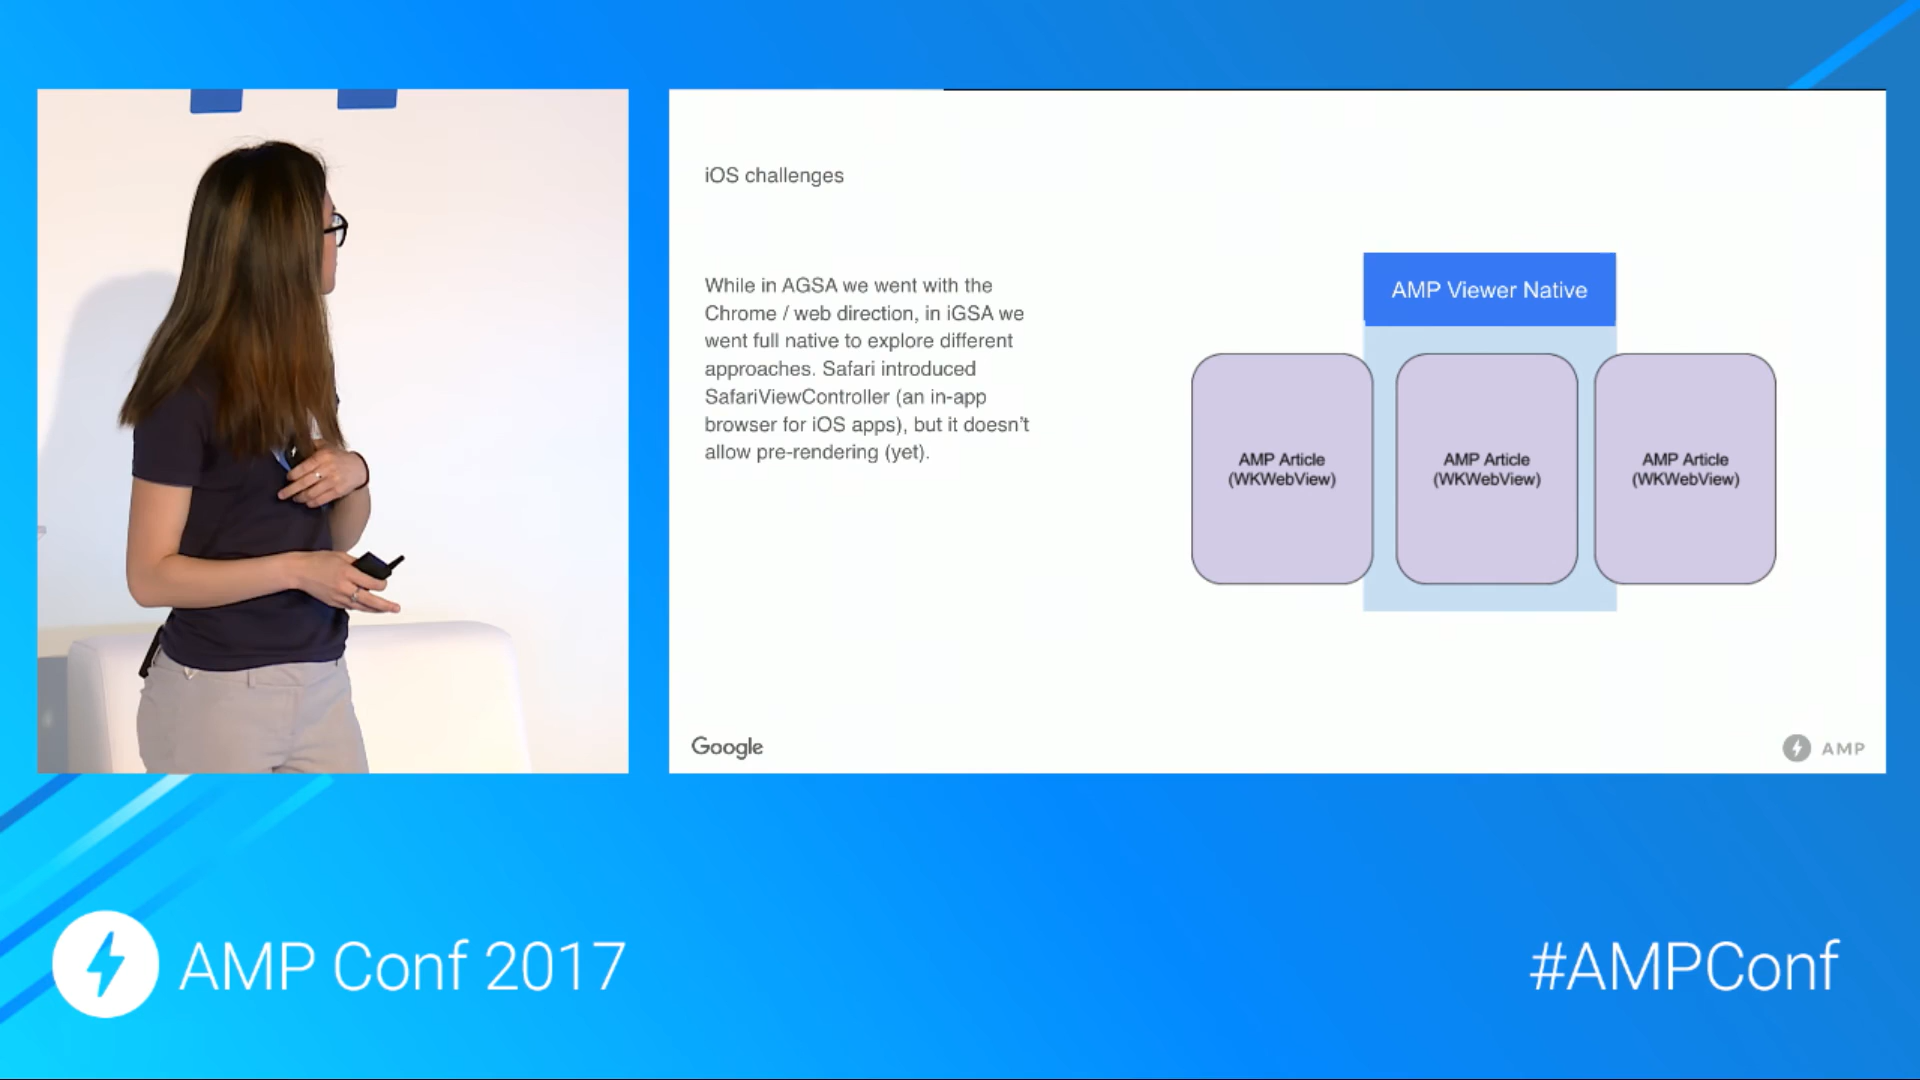 iOS challenges
While in AGSA we went with the
Chrome / web direction, in iGSA we
went full native to explore different
approaches. Safari introduced
SafariViewController (an in-app
browser for iOS apps), but it doesn't
allow pre-rendering (yet).
AMP Viewer Native
AMP Article
(WKWebView)
AMP Article
(WKWebView)
AMP Article
(WKWebView)
Google
AMP
AMP Conf 2017
#AMPConf